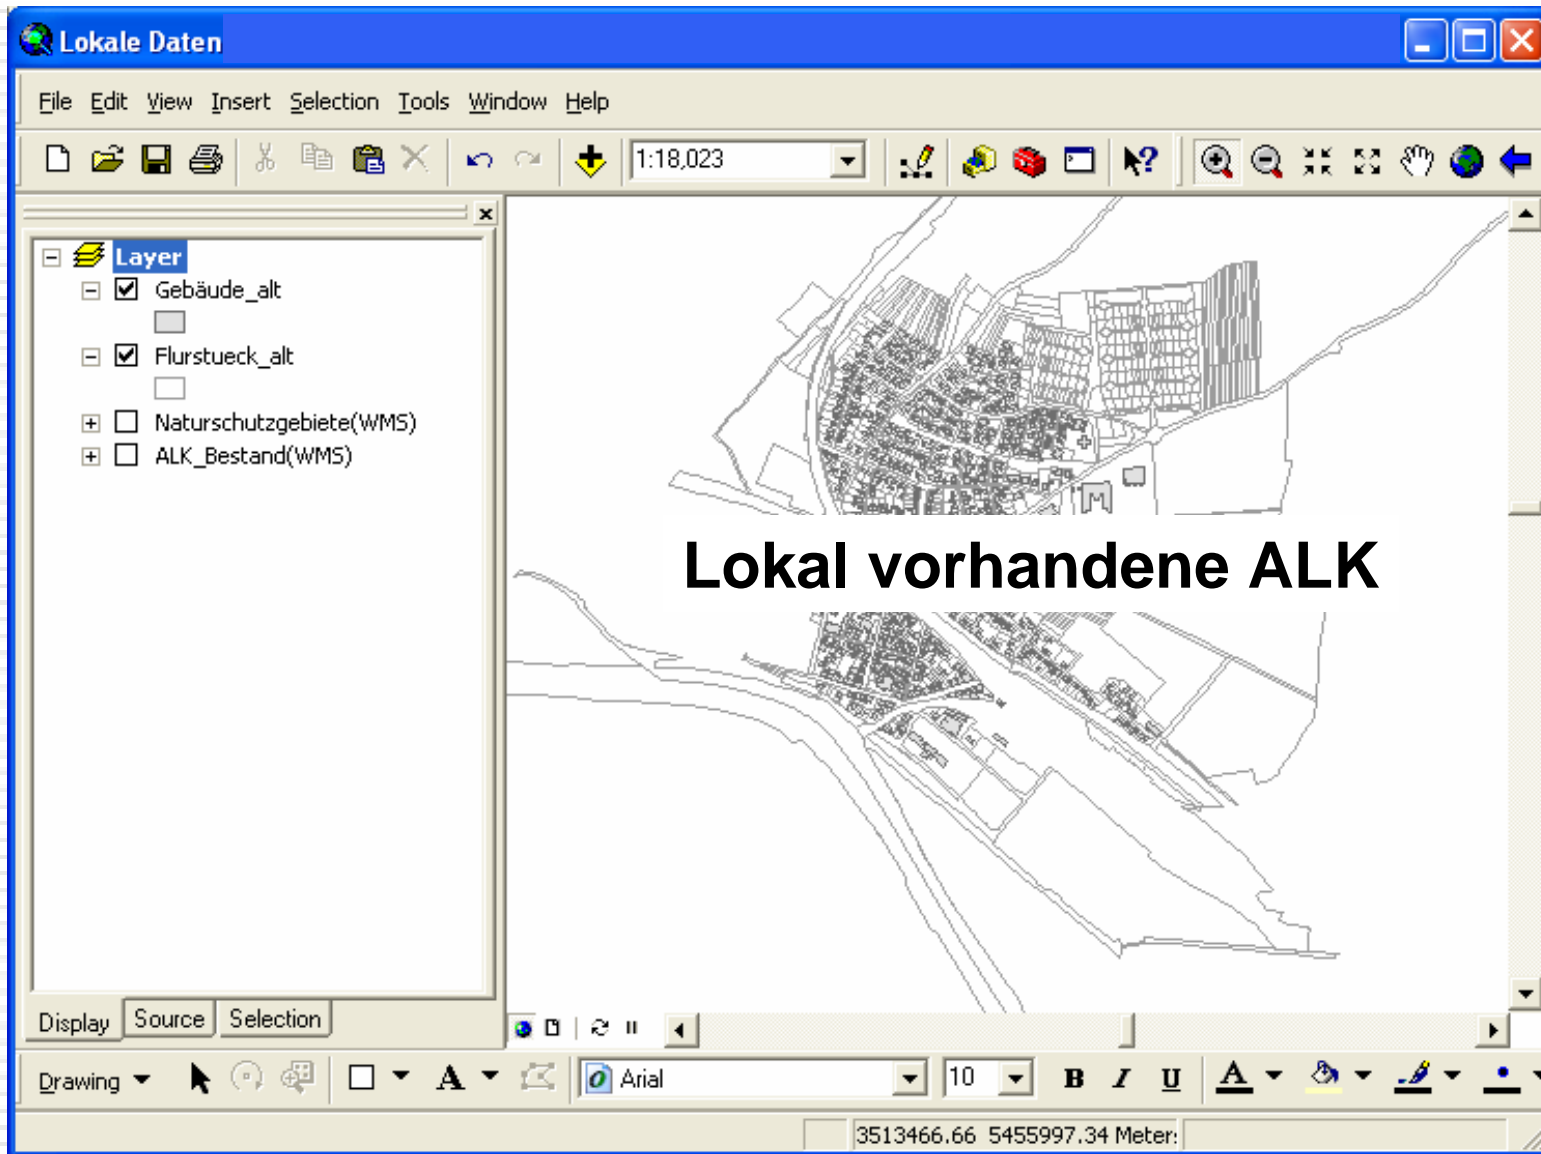 Lokale Daten
File Edit View Insert Selection Tools Window Help
1:18,023
Layer
Gebäude_alt
Flurstueck_alt
Naturschutzgebiete(WMS)
ALK_Bestand(WMS)
Lokal vorhandene ALK
Display Source Selection
Drawing A Arial 10 B I U A
3513466.66 5455997.34 Meter: